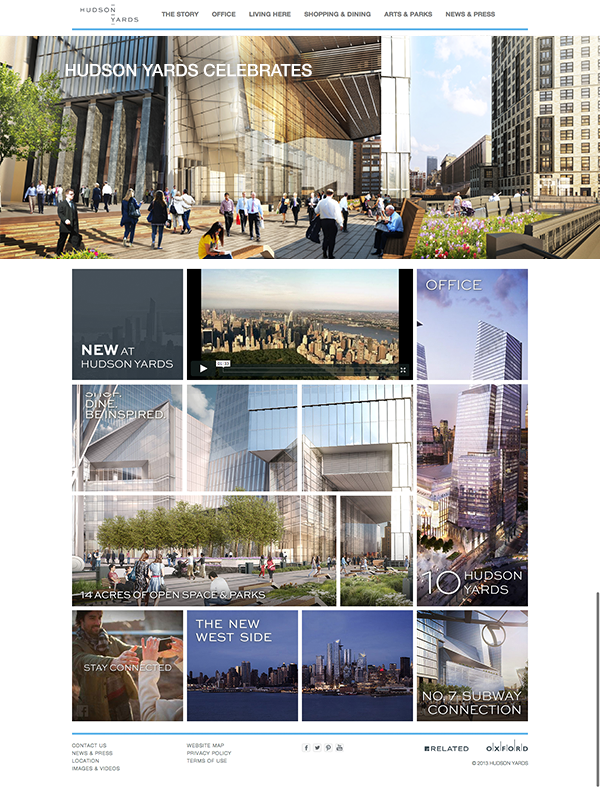 HUDSON
YARDS
THE STORY OFFICE LIVING HERE SHOPPING & DINING ARTS & PARKS NEWS & PRESS
HUDSON YARDS CELEBRATES
NEW AT
HUDSON YARDS
01:33
OFFICE
SHOP.
DINE.
BE INSPIRED.
14 ACRES OF OPEN SPACE & PARKS
10 HUDSON
YARDS
STAY CONNECTED
THE NEW
WEST SIDE
NO. 7 SUBWAY
CONNECTION
CONTACT US
NEWS & PRESS
LOCATION
IMAGES & VIDEOS
WEBSITE MAP
PRIVACY POLICY
TERMS OF USE
RELATED OXFORD
© 2013 HUDSON YARDS